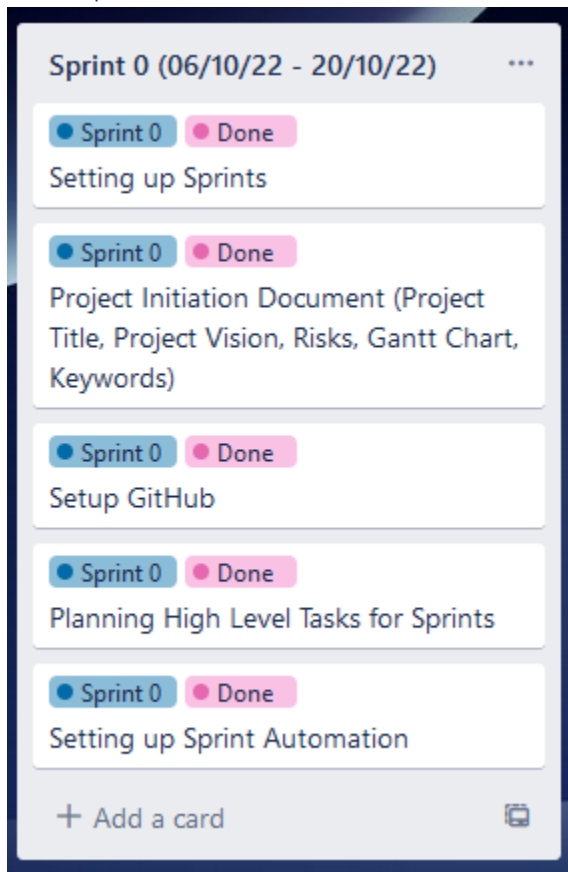 Sprint 0 (06/10/22 - 20/10/22)
Sprint 0 Done
Setting up Sprints
Sprint 0 Done
Project Initiation Document (Project
Title, Project Vision, Risks, Gantt Chart,
Keywords)
Sprint 0 Done
Setup GitHub
Sprint 0 Done
Planning High Level Tasks for Sprints
Sprint 0 Done
Setting up Sprint Automation
+ Add a card